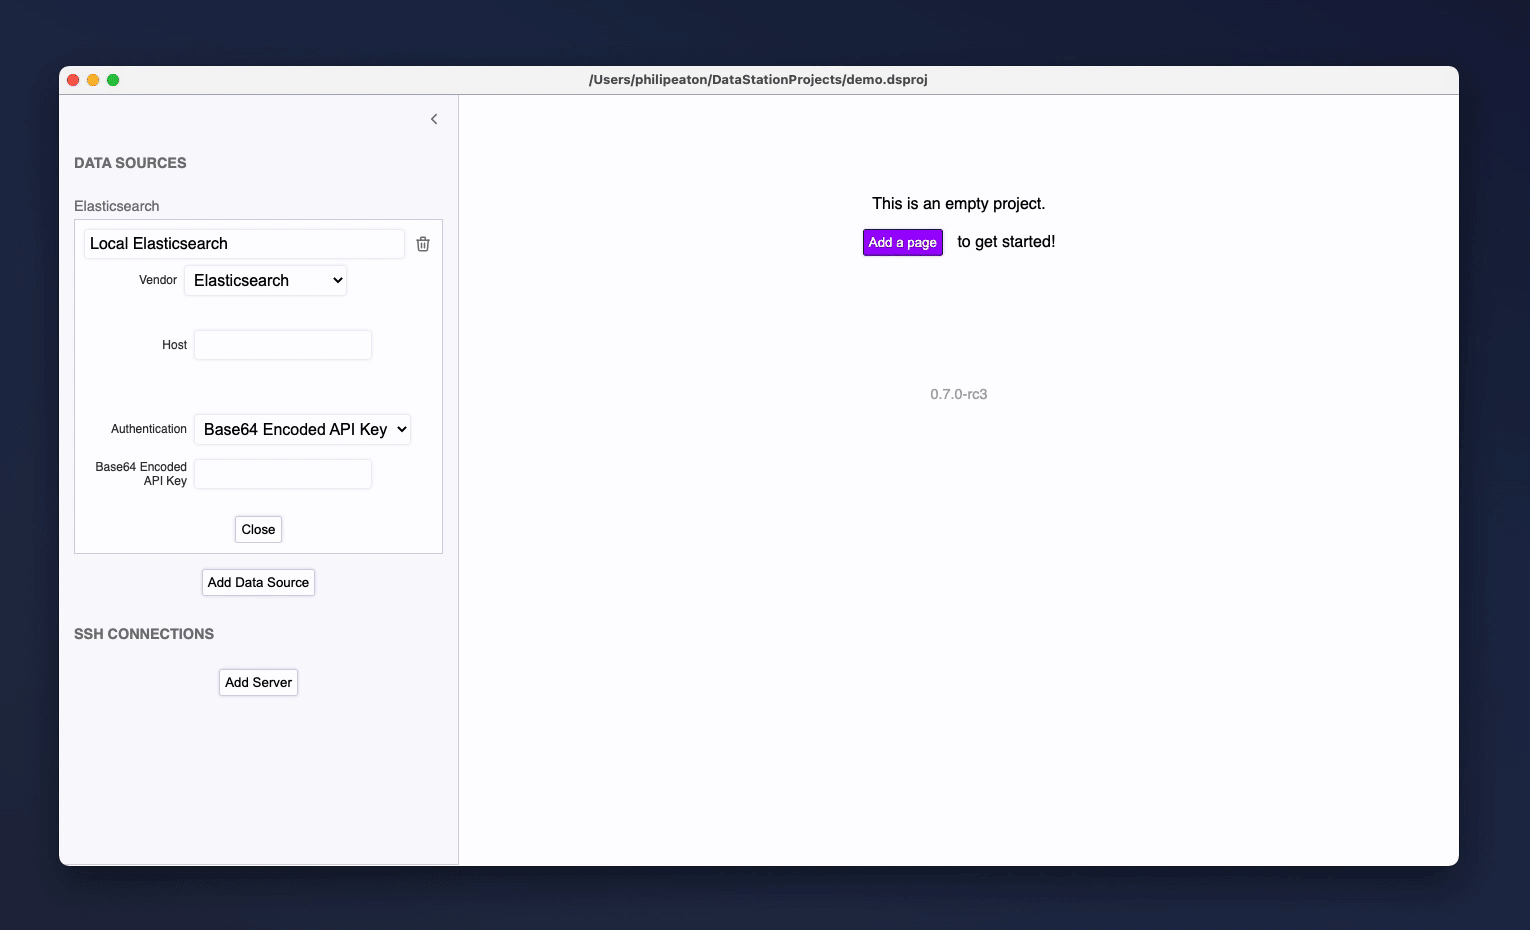 /Users/philipeaton/DataStationProjects/demo.dsproj
DATA SOURCES
Elasticsearch
Local Elasticsearch
Vendor Elasticsearch
Host
Authentication Base64 Encoded API Key
Base64 Encoded
API Key
Close
Add Data Source
SSH CONNECTIONS
Add Server
This is an empty project.
Add a page to get started!
0.7.0-rc3